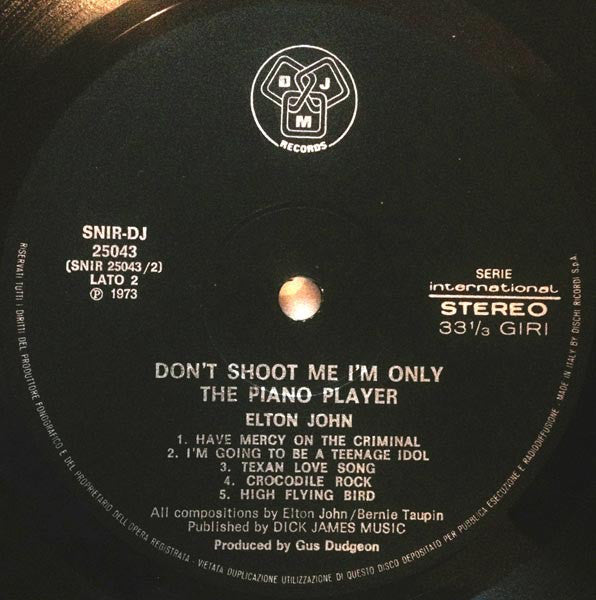 D J
M
RECORDS
SNIR-DJ
25043
(SNIR 25043/2)
LATO 2
Ⓟ 1973
SERIE
international
STEREO
33 1/3 GIRI
DON'T SHOOT ME I'M ONLY
THE PIANO PLAYER
ELTON JOHN
1. HAVE MERCY ON THE CRIMINAL
2. I'M GOING TO BE A TEENAGE IDOL
3. TEXAN LOVE SONG
4. CROCODILE ROCK
5. HIGH FLYING BIRD
All compositions by Elton John/Bernie Taupin
Published by DICK JAMES MUSIC
Produced by Gus Dudgeon
RISERVATI TUTTI I DIRITTI DEL PRODUTTORE FONOGRAFICO E DEL PROPRIETARIO DELL'OPERA REGISTRATA - VIETATA DUPLICAZIONE UTILIZZAZIONE DI QUESTO DISCO DEPOSITATO PER PUBBLICA ESECUZIONE E RADIODIFFUSIONE - MADE IN ITALY BY DISCHI RICORDI S.p.A.